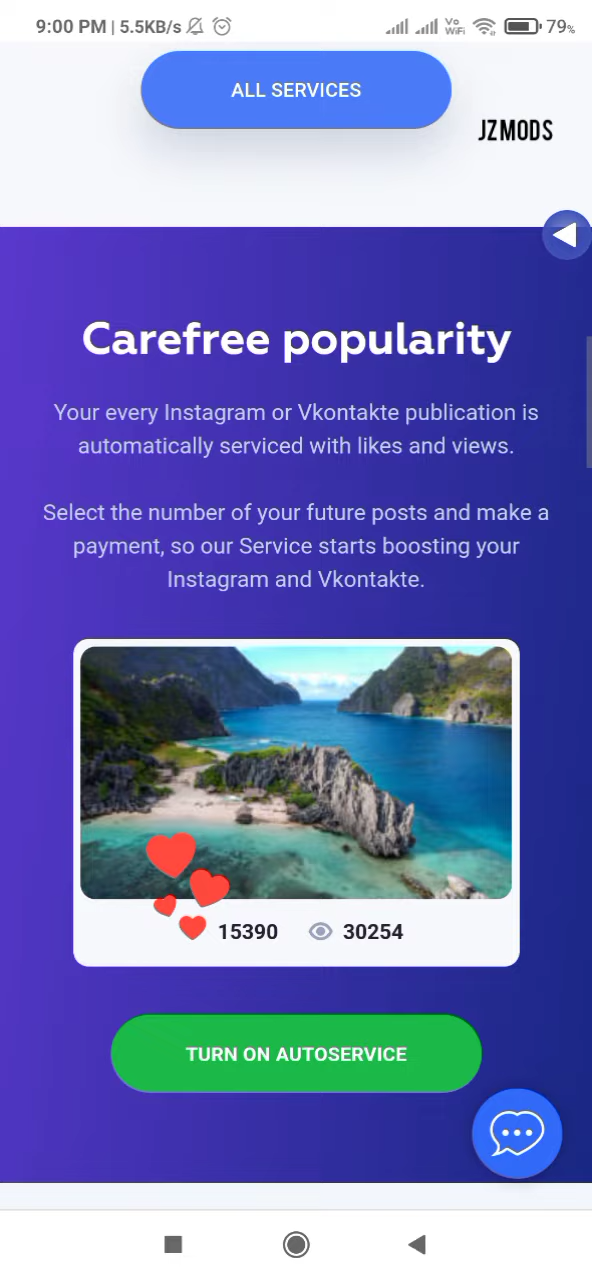 9:00 PM | 5.5KB/s Vo WiFi 79%
ALL SERVICES
JZMODS
Carefree popularity
Your every Instagram or Vkontakte publication is
automatically serviced with likes and views.
Select the number of your future posts and make a
payment, so our Service starts boosting your
Instagram and Vkontakte.
15390 30254
TURN ON AUTOSERVICE